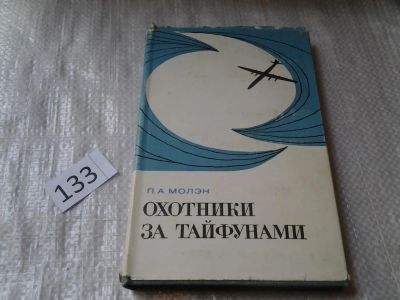 133
П. А. МОЛЭН
ОХОТНИКИ
ЗА ТАЙФУНАМИ